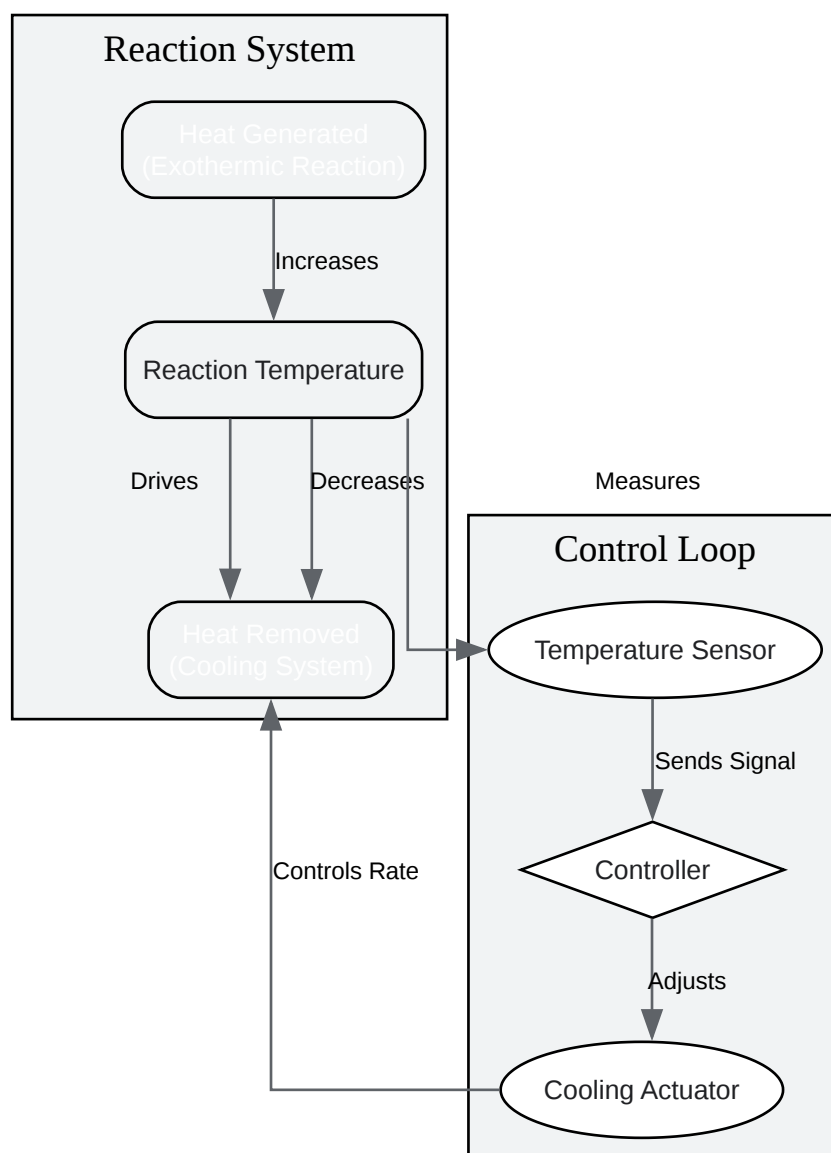 Reaction System
Heat Generated
(Exothermic Reaction)
Increases
Reaction Temperature
Drives
Decreases
Measures
Control Loop
Heat Removed
(Cooling System)
Temperature Sensor
Sends Signal
Controls Rate
Controller
Adjusts
Cooling Actuator